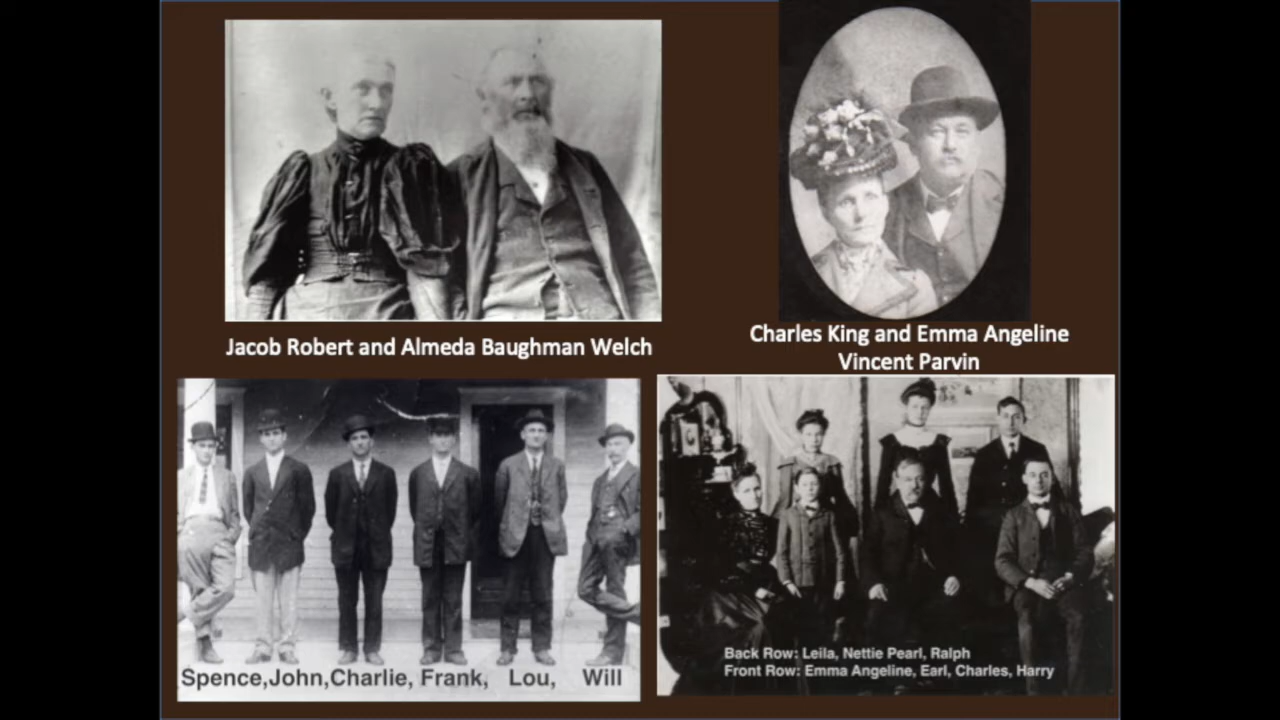 Jacob Robert and Almeda Baughman Welch
Charles King and Emma Angeline
Vincent Parvin
Spence,John,Charlie, Frank, Lou, Will
Back Row: Leila, Nettie Pearl, Ralph
Front Row: Emma Angeline, Earl, Charles, Harry